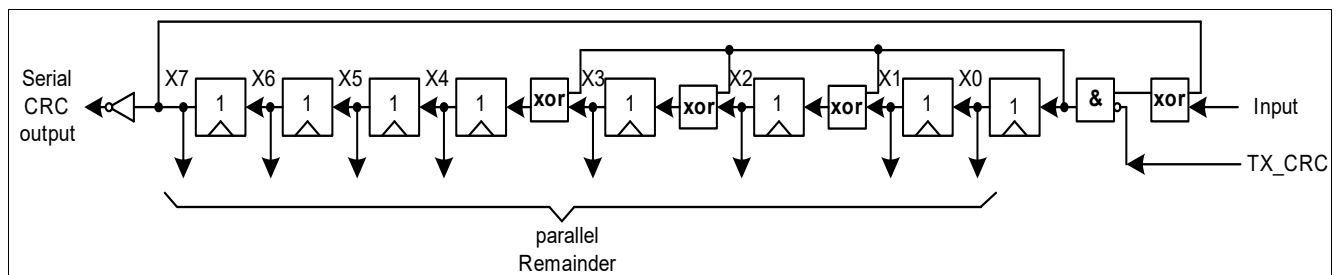 Serial
CRC
output
X7
1
X6
1
X5
1
X4
1
xor
X3
1
xor
X2
1
xor
X1
1
X0
1
&
xor
Input
TX_CRC
parallel
Remainder